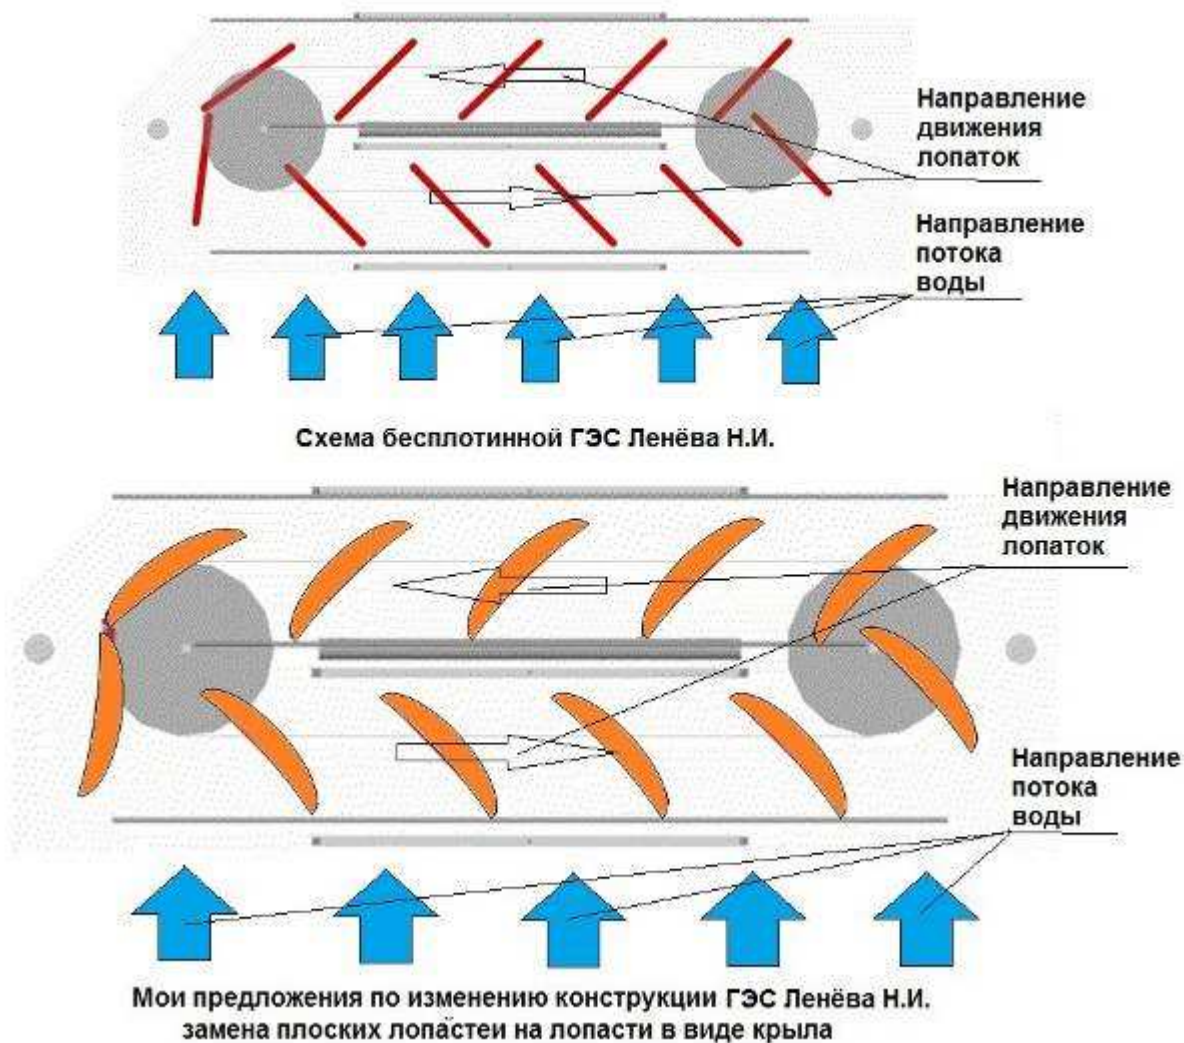 Направление
движения
лопаток
Направление
потока
воды
Схема бесплотинной ГЭС Ленёва Н.И.
Направление
движения
лопаток
Направление
потока
воды
Мои предложения по изменению конструкции ГЭС Ленёва Н.И.
замена плоских лопастеи на лопасти в виде крыла